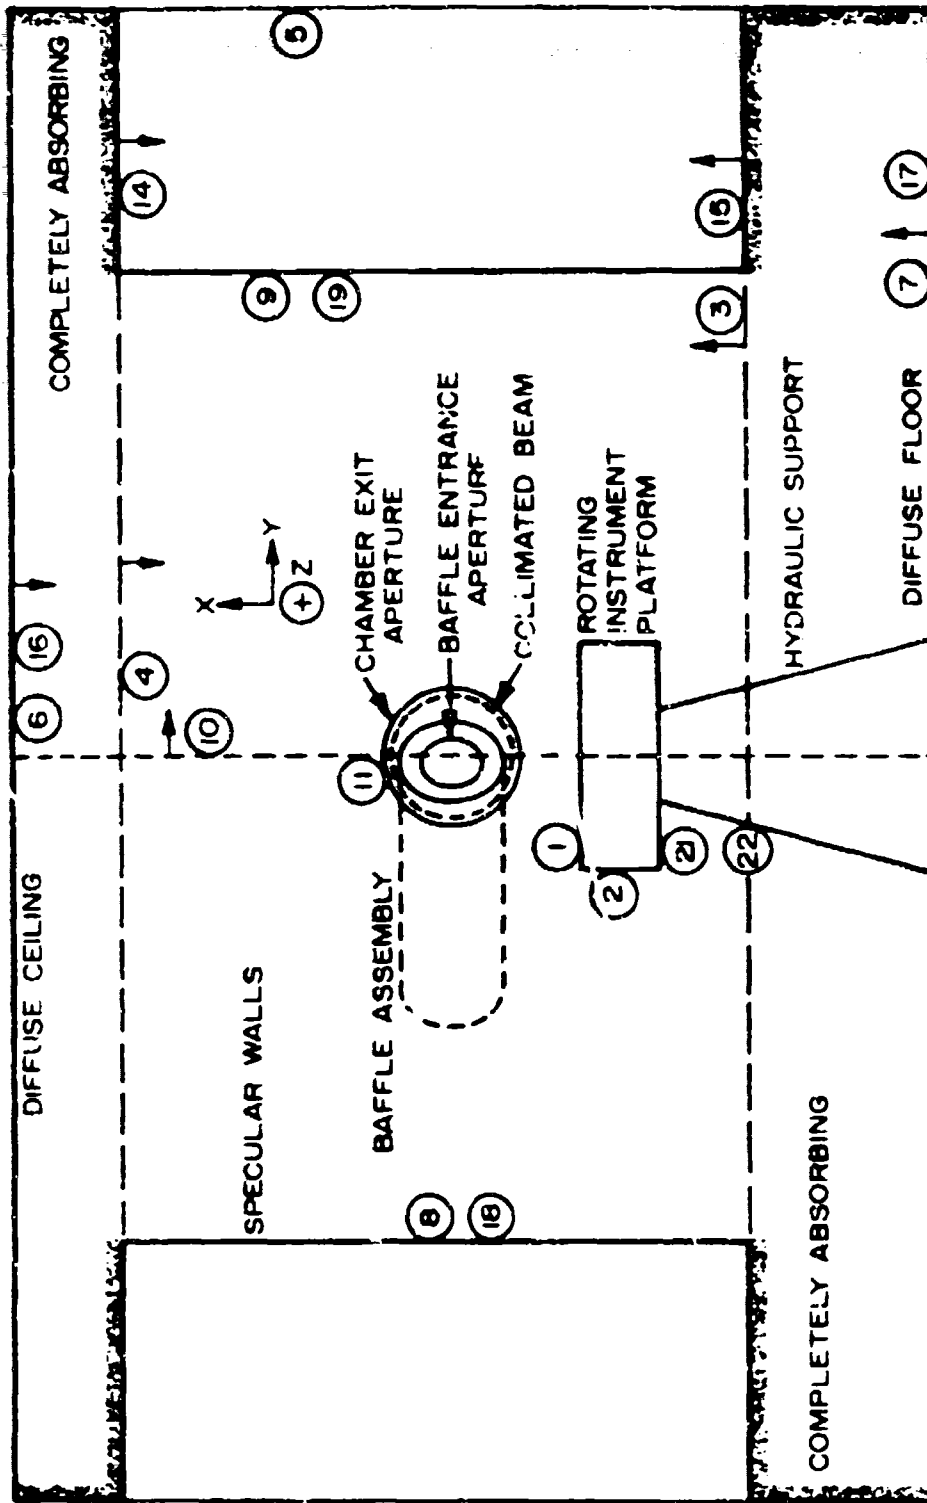 DIFFUSE CEILING
COMPLETELY ABSORBING
6
16
4
14
10
5
SPECULAR WALLS
X
Y
+
Z
9
19
CHAMBER EXIT
APERTURE
BAFFLE ENTRANCE
APERTURE
COLLIMATED BEAM
11
BAFFLE ASSEMBLY
8
18
1
2
21
22
ROTATING
INSTRUMENT
PLATFORM
3
15
HYDRAULIC SUPPORT
COMPLETELY ABSORBING
DIFFUSE FLOOR
7
17